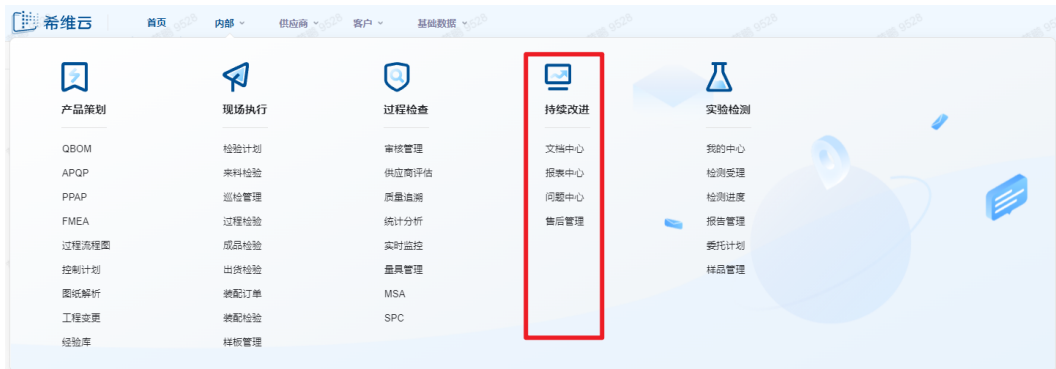 希维云 首页 内部 供应商 客户 基础数据
产品策划
QBOM
APQP
PPAP
FMEA
过程流程图
控制计划
图纸解析
工程变更
经验库
现场执行
检验计划
来料检验
巡检管理
过程检验
成品检验
出货检验
装配订单
装配检验
样板管理
过程检查
审核管理
供应商评估
质量追溯
统计分析
实时监控
量具管理
MSA
SPC
持续改进
文档中心
报表中心
问题中心
售后管理
实验检测
我的中心
检测受理
检测进度
报告管理
委托计划
样品管理